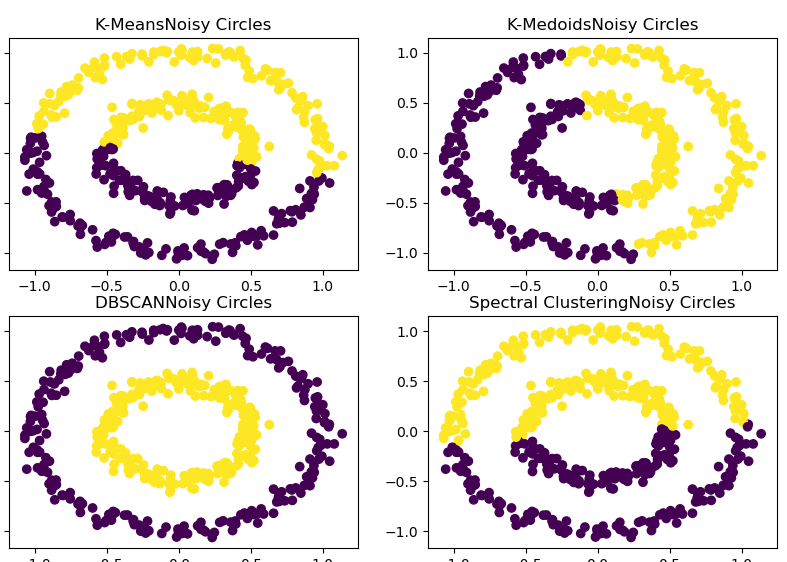 K-MeansNoisy Circles
K-MedoidsNoisy Circles
1.0
0.5
0.0
−0.5
−1.0
−1.0 −0.5 0.0 0.5 1.0
−1.0 −0.5 0.0 0.5 1.0
DBSCANNoisy Circles
Spectral ClusteringNoisy Circles
1.0
0.5
0.0
−0.5
−1.0